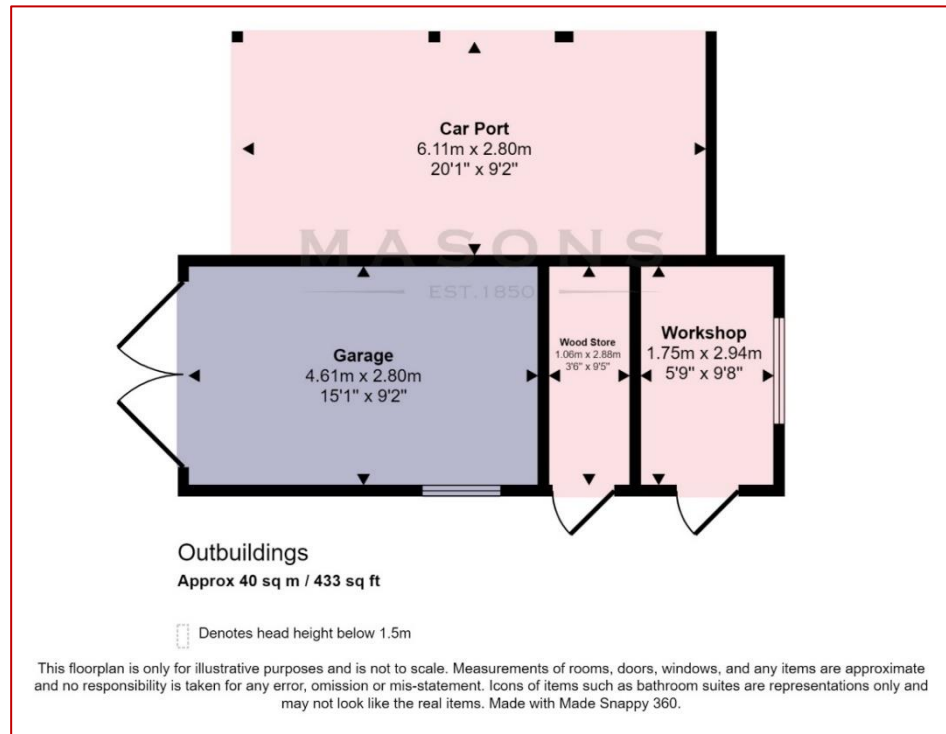 Car Port
6.11m x 2.80m
20'1" x 9'2"
MASONS
EST.1850
Garage
4.61m x 2.80m
15'1" x 9'2"
Wood Store
1.06m x 2.88m
3'6" x 9'5"
Workshop
1.75m x 2.94m
5'9" x 9'8"
Outbuildings
Approx 40 sq m / 433 sq ft
Denotes head height below 1.5m
This floorplan is only for illustrative purposes and is not to scale. Measurements of rooms, doors, windows, and any items are approximate
and no responsibility is taken for any error, omission or mis-statement. Icons of items such as bathroom suites are representations only and
may not look like the real items. Made with Made Snappy 360.